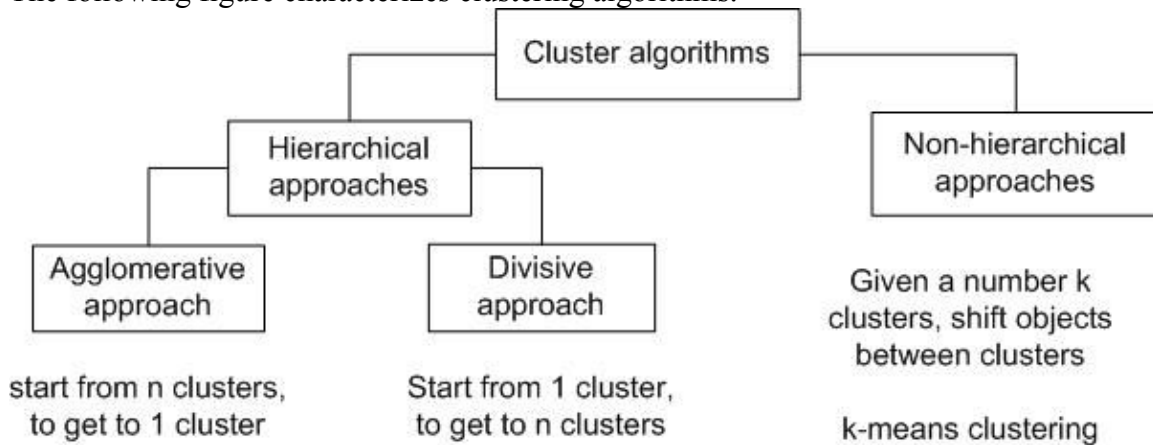 The following figure characterizes clustering algorithms.
Cluster algorithms
Hierarchical
approaches
Non-hierarchical
approaches
Agglomerative
approach
Divisive
approach
Given a number k
clusters, shift objects
between clusters
start from n clusters,
to get to 1 cluster
Start from 1 cluster,
to get to n clusters
k-means clustering